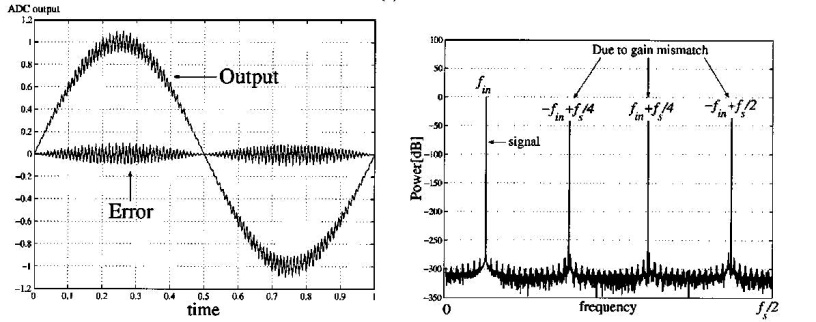 ADC output
1.2
1
0.8
0.6
0.4
0.2
0
−0.2
−0.4
−0.6
−0.8
−1
−1.2
Output
Error
0 0.1 0.2 0.3 0.4 0.5 0.6 0.7 0.8 0.9 1
time
100
50
0
−50
−100
−150
−200
−250
−300
−350
Power[dB]
Due to gain mismatch
f_in
−f_in+f_s/4
f_in+f_s/4
−f_in+f_s/2
signal
0 frequency f_s/2